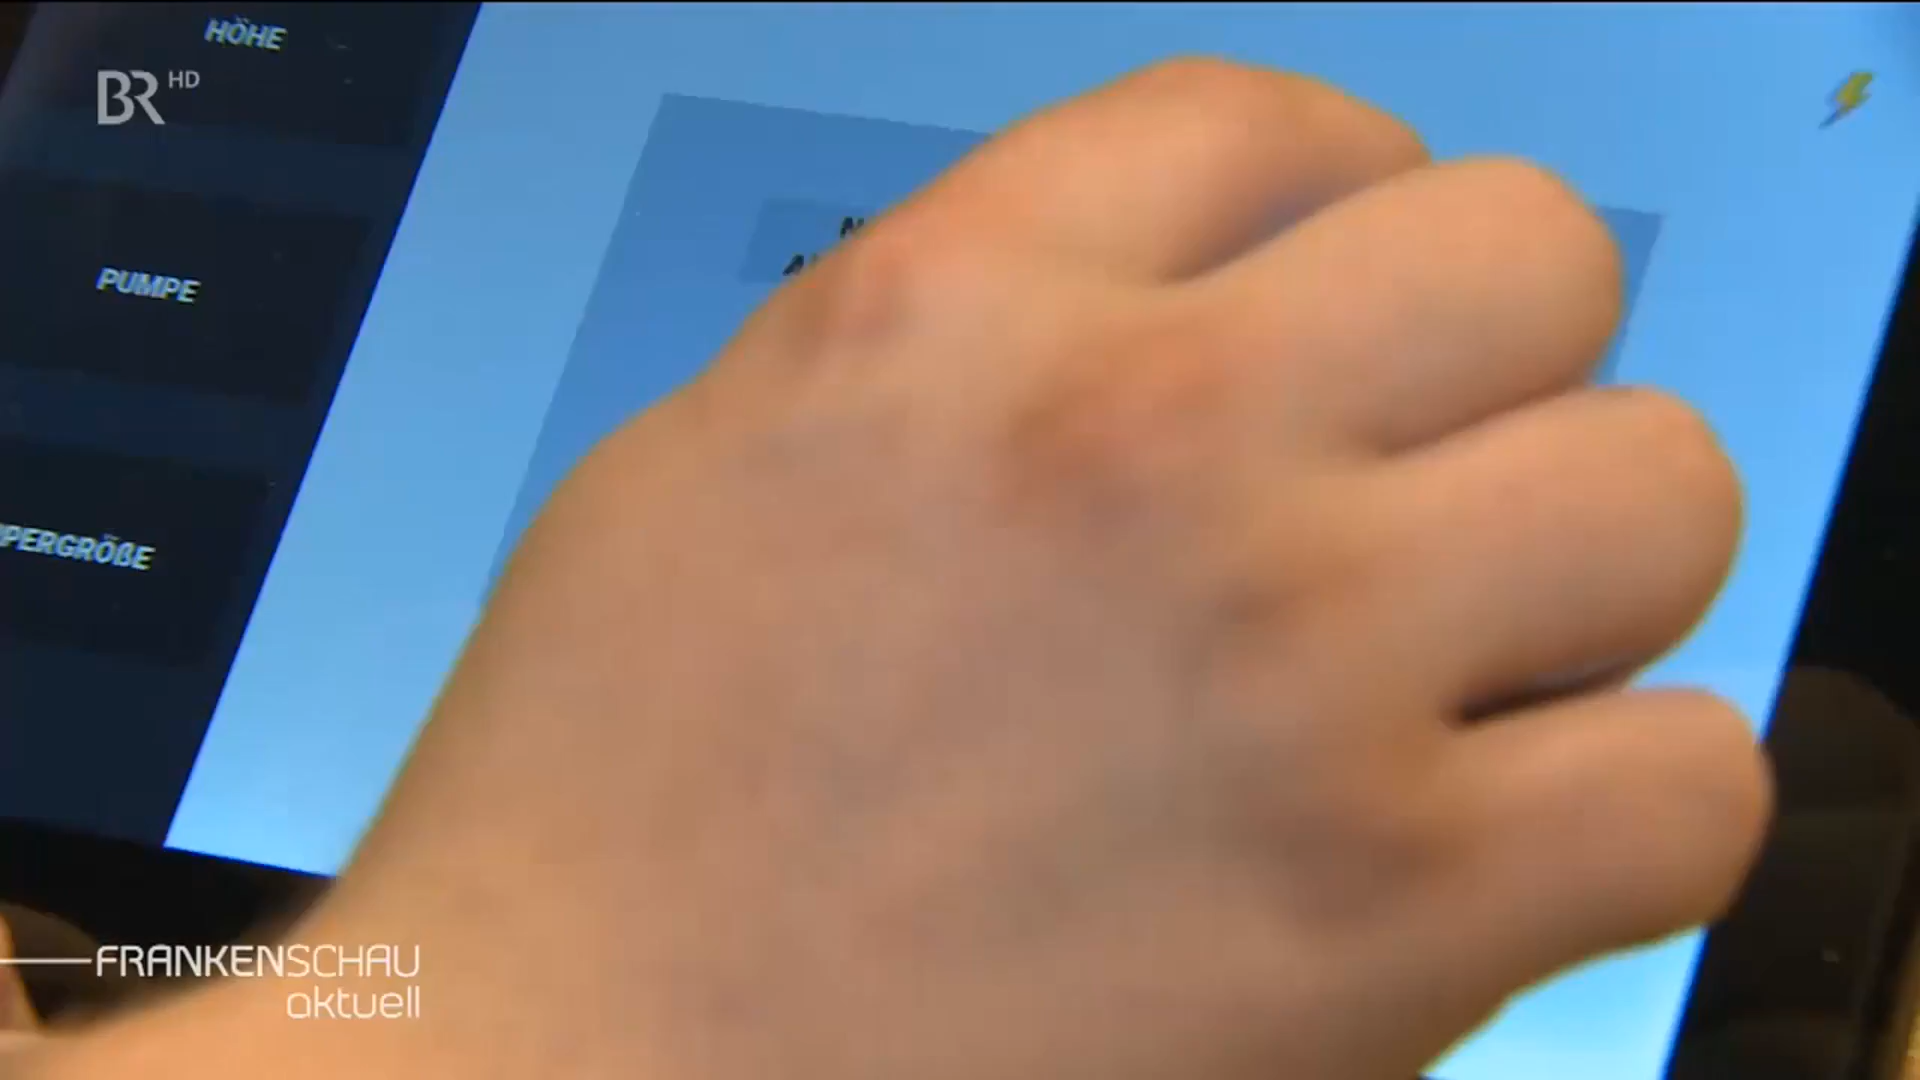 HÖHE
BR HD
PUMPE
PERGRÖßE
FRANKENSCHAU
aktuell